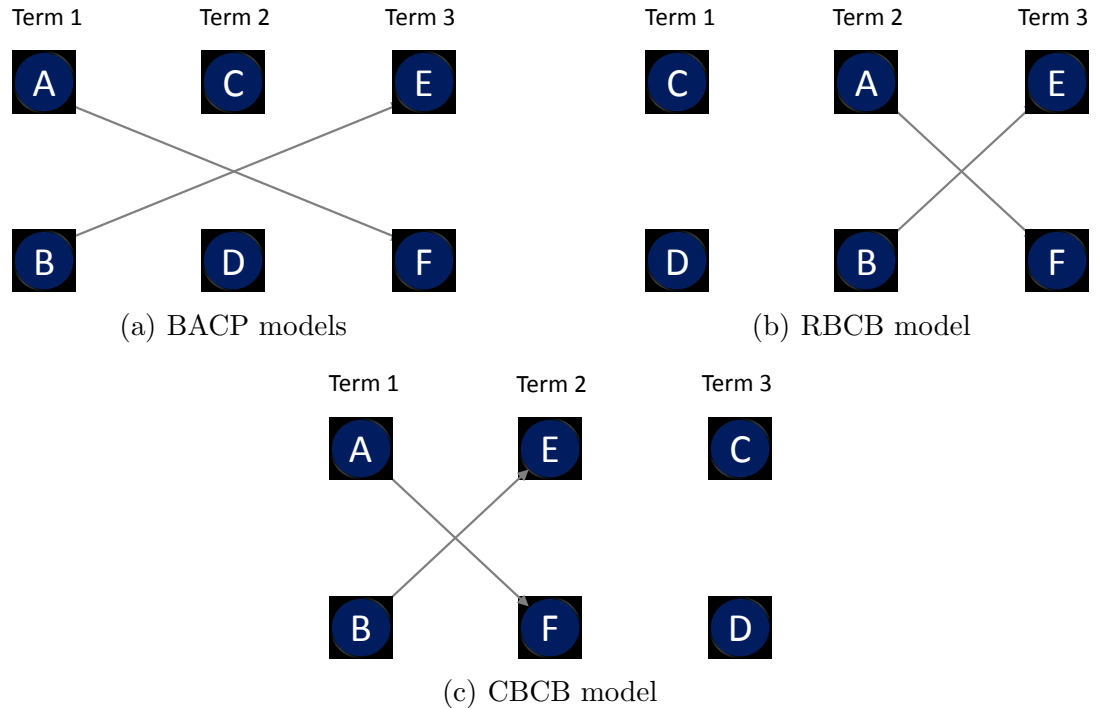 Term 1 Term 2 Term 3
A C E
B D F
(a) BACP models
Term 1 Term 2 Term 3
C A E
D B F
(b) RBCB model
Term 1 Term 2 Term 3
A E C
B F D
(c) CBCB model